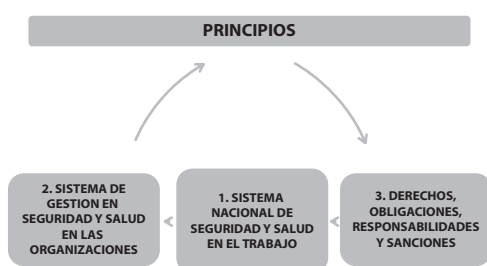 PRINCIPIOS
2. SISTEMA DE
GESTION EN
SEGURIDAD Y SALUD
EN LAS
ORGANIZACIONES
1. SISTEMA
NACIONAL DE
SEGURIDAD Y SALUD
EN EL TRABAJO
3. DERECHOS,
OBLIGACIONES,
RESPONSABILIDADES
Y SANCIONES